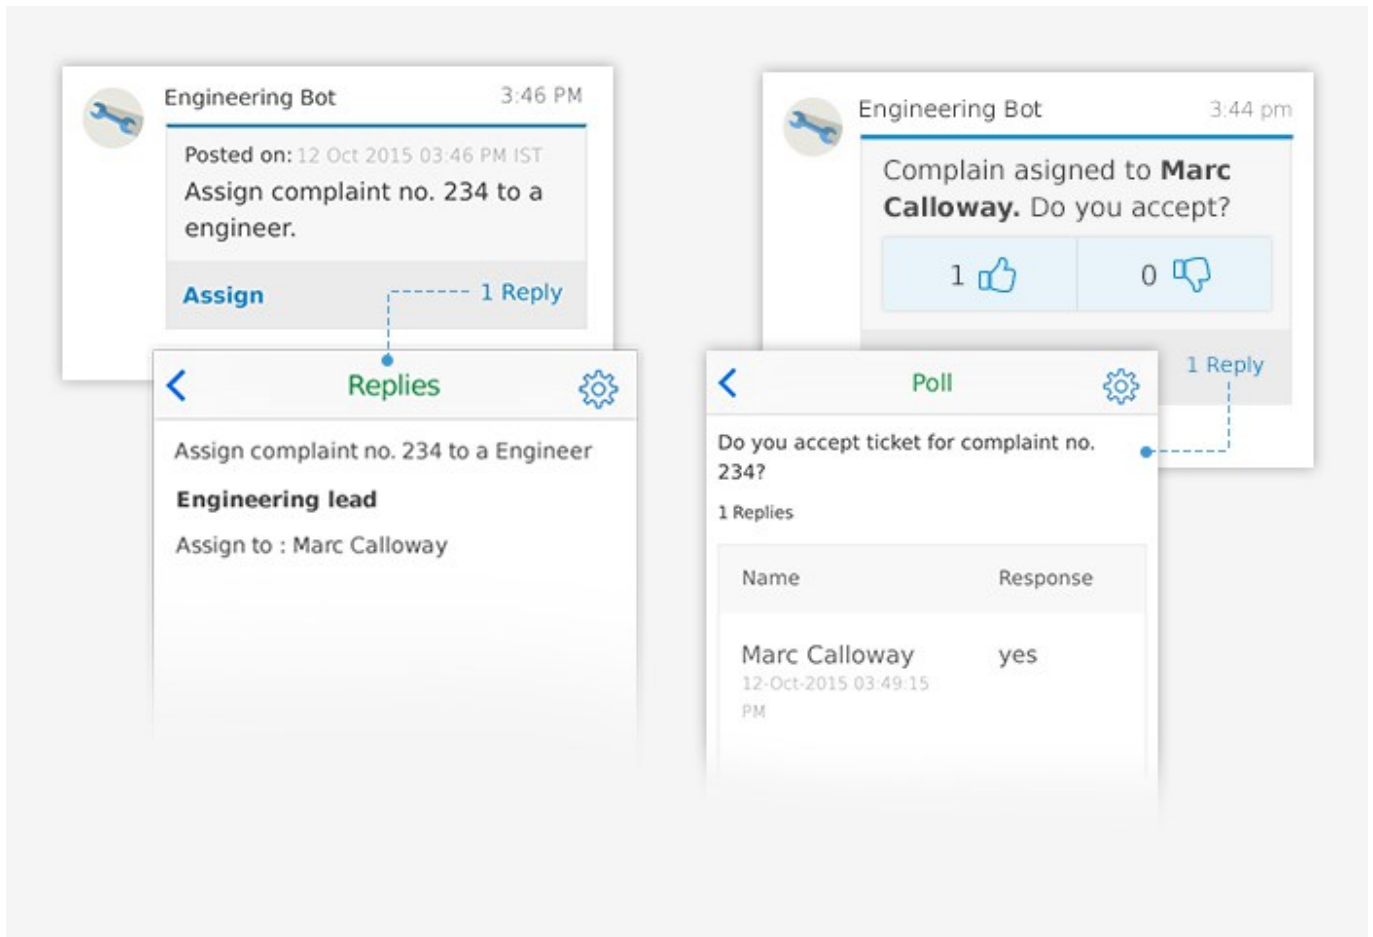 Engineering Bot 3:46 PM
Posted on: 12 Oct 2015 03:46 PM IST
Assign complaint no. 234 to a
engineer.
Assign 1 Reply
Replies
Assign complaint no. 234 to a Engineer
Engineering lead
Assign to : Marc Calloway
Engineering Bot 3:44 pm
Complain asigned to Marc
Calloway. Do you accept?
1 0
1 Reply
Poll
Do you accept ticket for complaint no.
234?
1 Replies
Name Response
Marc Calloway yes
12-Oct-2015 03:49:15
PM